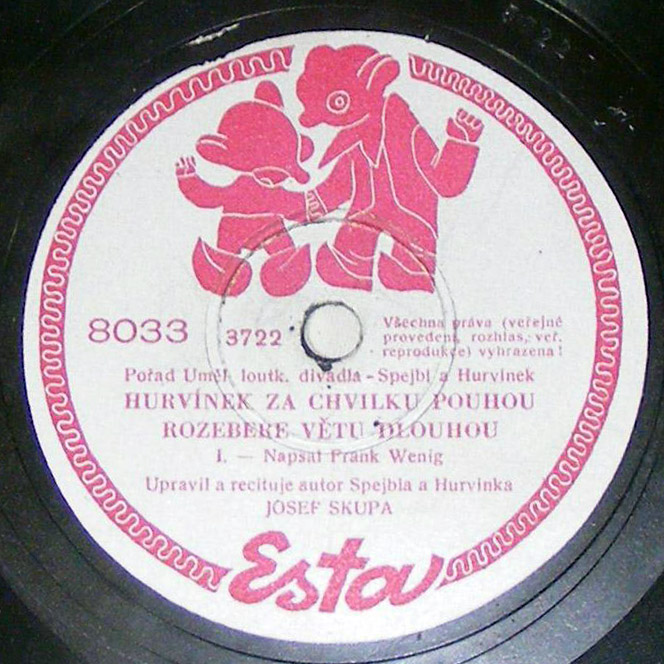 8033
3722
Všechna práva (veřejné
provedení, rozhlas, veř.
reprodukce) vyhrazena!
Pořad Uměl. loutk. divadla - Spejbl a Hurvínek
HURVÍNEK ZA CHVILKU POUHOU
ROZEBERE VĚTU DLOUHOU
I. — Napsal Frank Wenig
Upravil a recituje autor Spejbla a Hurvínka
JOSEF SKUPA
Esta